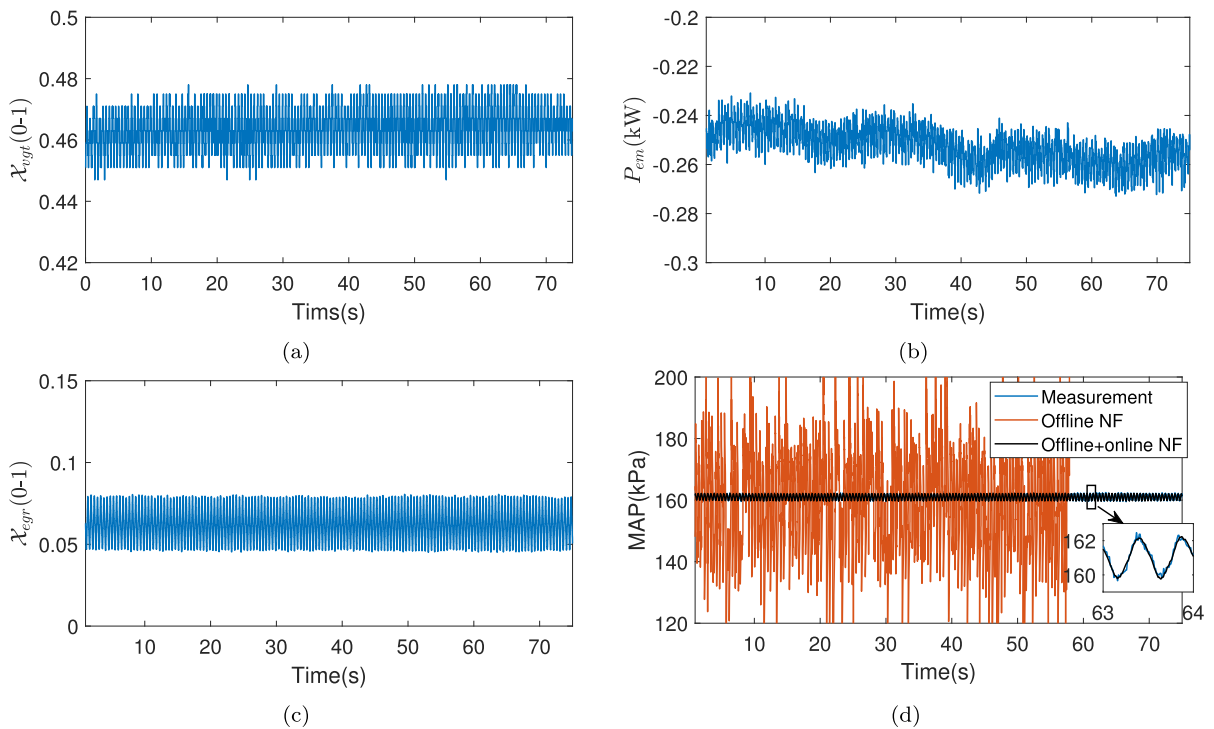 0.5
0.48
0.46
0.44
0.42
0 10 20 30 40 50 60 70
𝒳vgt(0-1)
Tims(s)
(a)
-0.2
-0.22
-0.24
-0.26
-0.28
-0.3
10 20 30 40 50 60 70
Pem(kW)
Time(s)
(b)
0.15
0.1
0.05
0
10 20 30 40 50 60 70
𝒳egr(0-1)
Time(s)
(c)
200
180
160
140
120
10 20 30 40 50 60 70
MAP(kPa)
Time(s)
Measurement
Offline NF
Offline+online NF
162
160
63 64
(d)